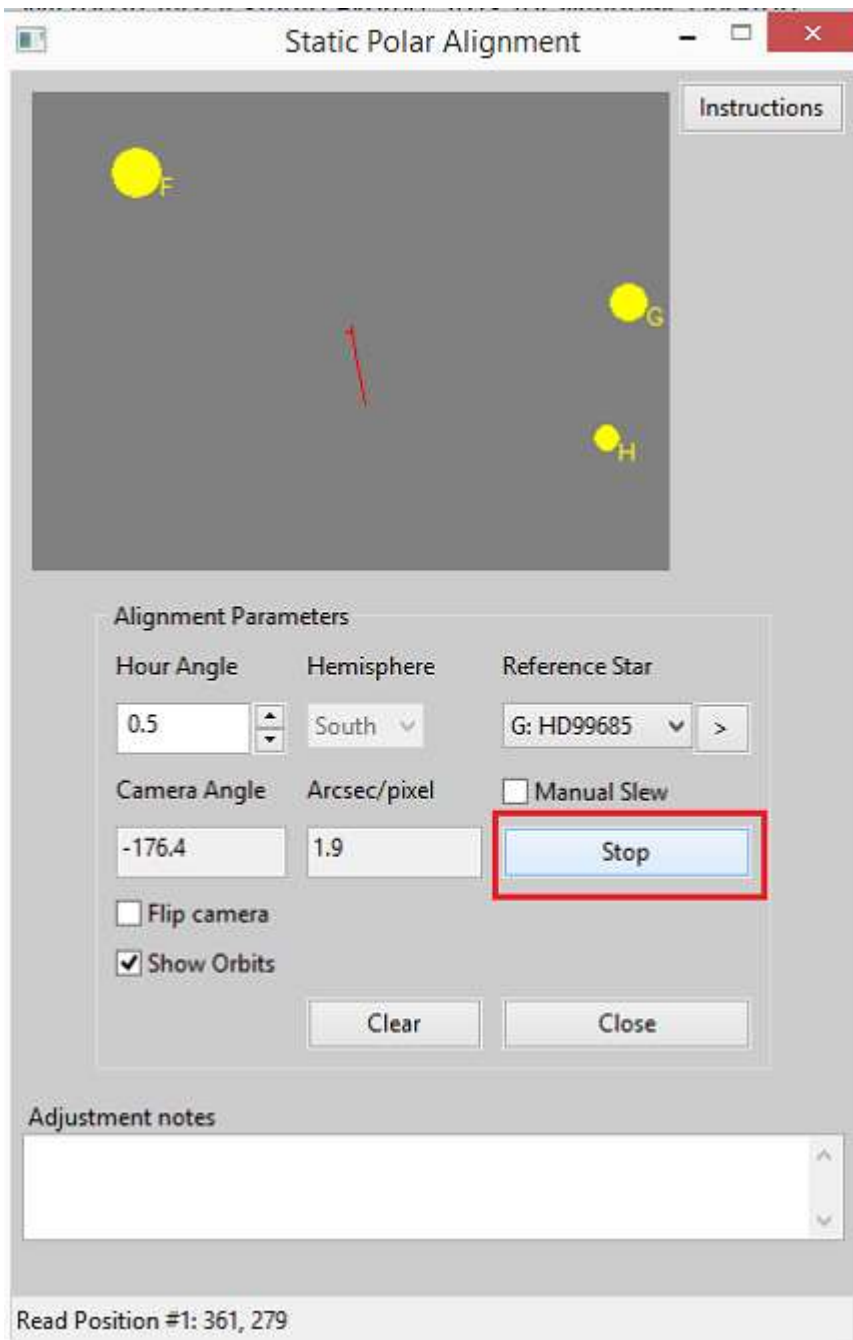 Static Polar Alignment
Instructions
F
G
H
Alignment Parameters
Hour Angle Hemisphere Reference Star
0.5 South G: HD99685 >
Camera Angle Arcsec/pixel Manual Slew
-176.4 1.9 Stop
Flip camera
Show Orbits
Clear Close
Adjustment notes
Read Position #1: 361, 279